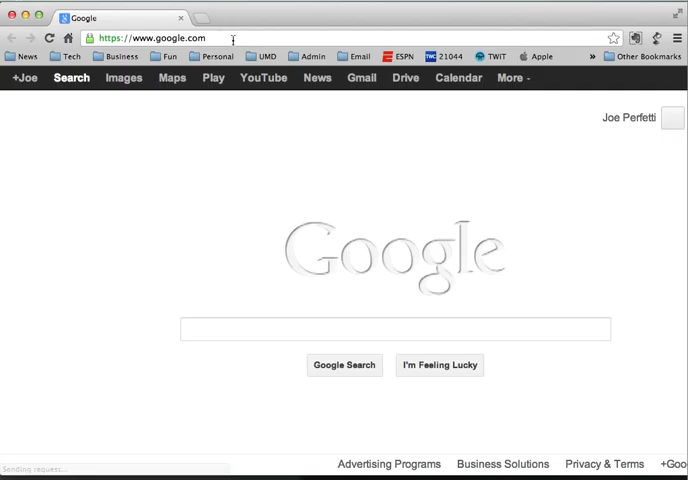 Google
https://www.google.com
News Tech Business Fun Personal UMD Admin Email ESPN TWC 21044 TWiT Apple » Other Bookmarks
+Joe Search Images Maps Play YouTube News Gmail Drive Calendar More
Joe Perfetti
Google
Google Search I'm Feeling Lucky
Advertising Programs Business Solutions Privacy & Terms +Goo
Sending request...